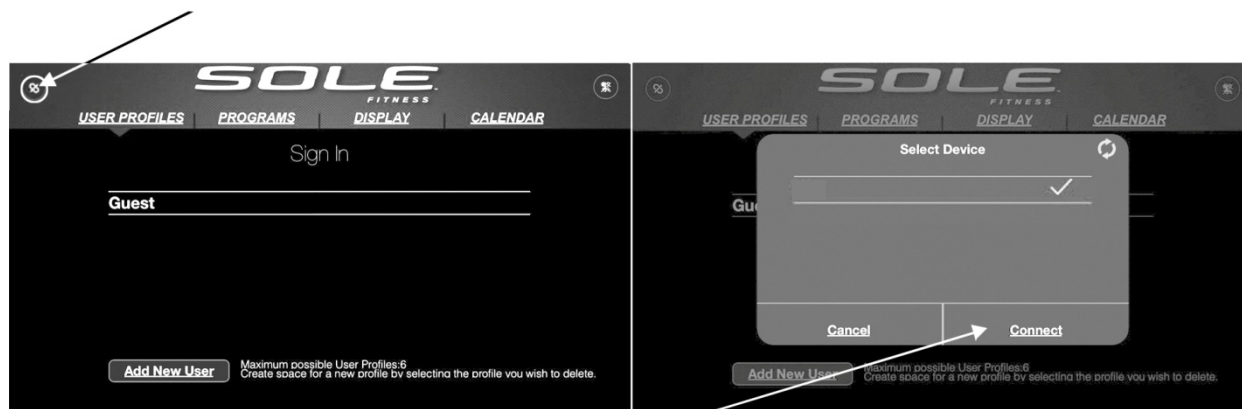 SOLE
FITNESS
USER PROFILES PROGRAMS DISPLAY CALENDAR
Sign In
Guest
Add New User
Maximum possible User Profiles:6
Create space for a new profile by selecting the profile you wish to delete.
SOLE
FITNESS
USER PROFILES PROGRAMS DISPLAY CALENDAR
Select Device
Gu
Cancel Connect
Add New User
Maximum possible User Profiles:6
Create space for a new profile by selecting the profile you wish to delete.